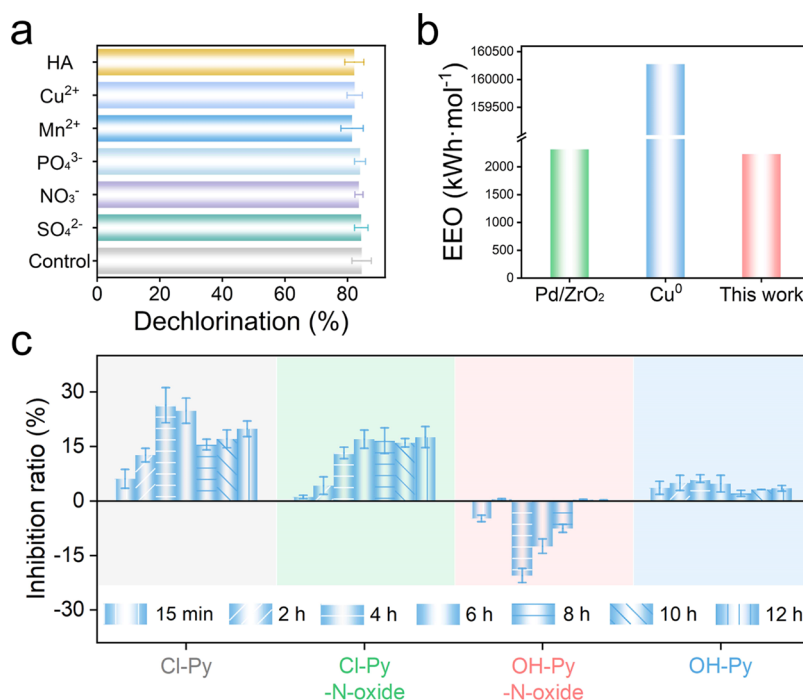 a
HA
Cu²⁺
Mn²⁺
PO₄³⁻
NO₃⁻
SO₄²⁻
Control
0 20 40 60 80
Dechlorination (%)
b
EEO (kWh·mol⁻¹)
160500
160000
159500
2000
1500
1000
500
0
Pd/ZrO₂ Cu⁰ This work
c
Inhibition ratio (%)
30
15
0
-15
-30
15 min 2 h 4 h 6 h 8 h 10 h 12 h
Cl-Py Cl-Py OH-Py OH-Py
-N-oxide -N-oxide